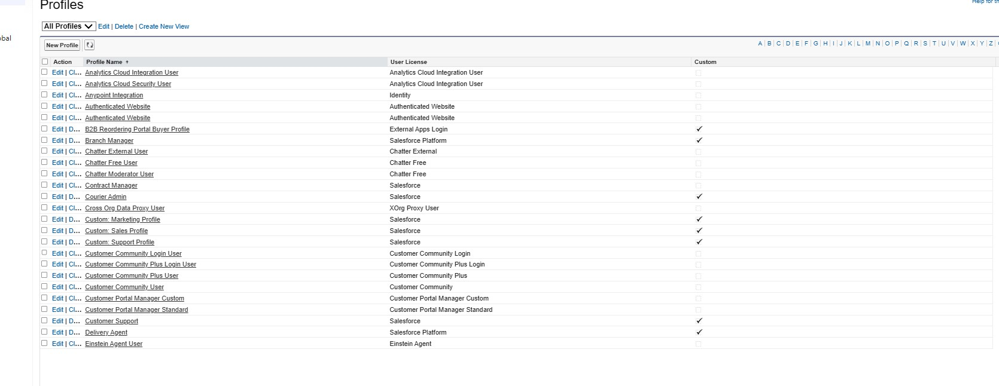 Help for th
Profiles
All Profiles Edit | Delete | Create New View
obal
New Profile
A | B | C | D | E | F | G | H | I | J | K | L | M | N | O | P | Q | R | S | T | U | V | W | X | Y | Z |
Action Profile Name ↑ User License Custom
Edit | Cl... Analytics Cloud Integration User Analytics Cloud Integration User
Edit | Cl... Analytics Cloud Security User Analytics Cloud Integration User
Edit | Cl... Anypoint Integration Identity
Edit | Cl... Authenticated Website Authenticated Website
Edit | Cl... Authenticated Website Authenticated Website
Edit | D... B2B Reordering Portal Buyer Profile External Apps Login ✓
Edit | D... Branch Manager Salesforce Platform ✓
Edit | Cl... Chatter External User Chatter External
Edit | Cl... Chatter Free User Chatter Free
Edit | Cl... Chatter Moderator User Chatter Free
Edit | Cl... Contract Manager Salesforce
Edit | D... Courier Admin Salesforce ✓
Edit | Cl... Cross Org Data Proxy User XOrg Proxy User
Edit | D... Custom: Marketing Profile Salesforce ✓
Edit | D... Custom: Sales Profile Salesforce ✓
Edit | D... Custom: Support Profile Salesforce ✓
Edit | Cl... Customer Community Login User Customer Community Login
Edit | Cl... Customer Community Plus Login User Customer Community Plus Login
Edit | Cl... Customer Community Plus User Customer Community Plus
Edit | Cl... Customer Community User Customer Community
Edit | Cl... Customer Portal Manager Custom Customer Portal Manager Custom
Edit | Cl... Customer Portal Manager Standard Customer Portal Manager Standard
Edit | D... Customer Support Salesforce ✓
Edit | D... Delivery Agent Salesforce Platform ✓
Edit | Cl... Einstein Agent User Einstein Agent